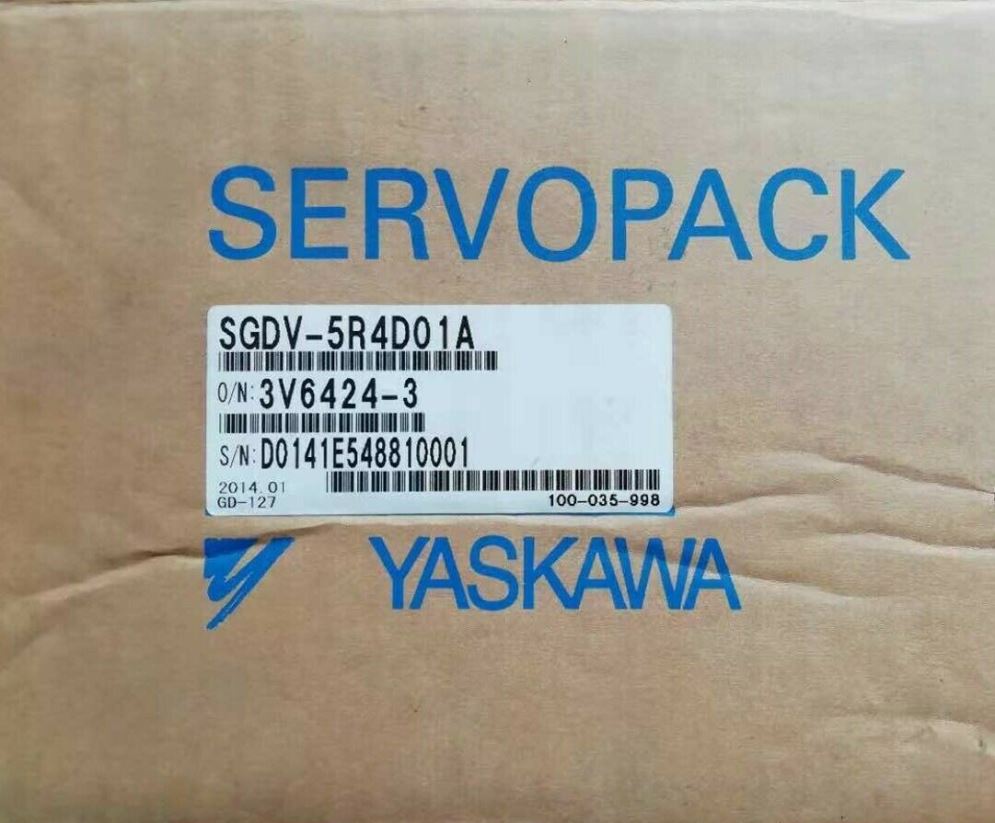 SERVOPACK
SGDV-5R4D01A
O/N: 3V6424-3
S/N: D0141E548810001
2014.01
GD-127
100-035-998
YASKAWA